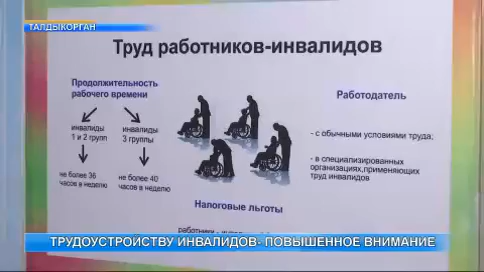 ТАЛДЫКОРГАН
Труд работников-инвалидов
Продолжительность
рабочего времени
инвалиды
1 и 2 групп
инвалиды
3 группы
не более 36
часов в неделю
не более 40
часов в неделю
Работодатель
- с обычными условиями труда;
- в специализированных
организациях,применяющих
труд инвалидов
Налоговые льготы
ТРУДОУСТРОЙСТВУ ИНВАЛИДОВ- ПОВЫШЕННОЕ ВНИМАНИЕ